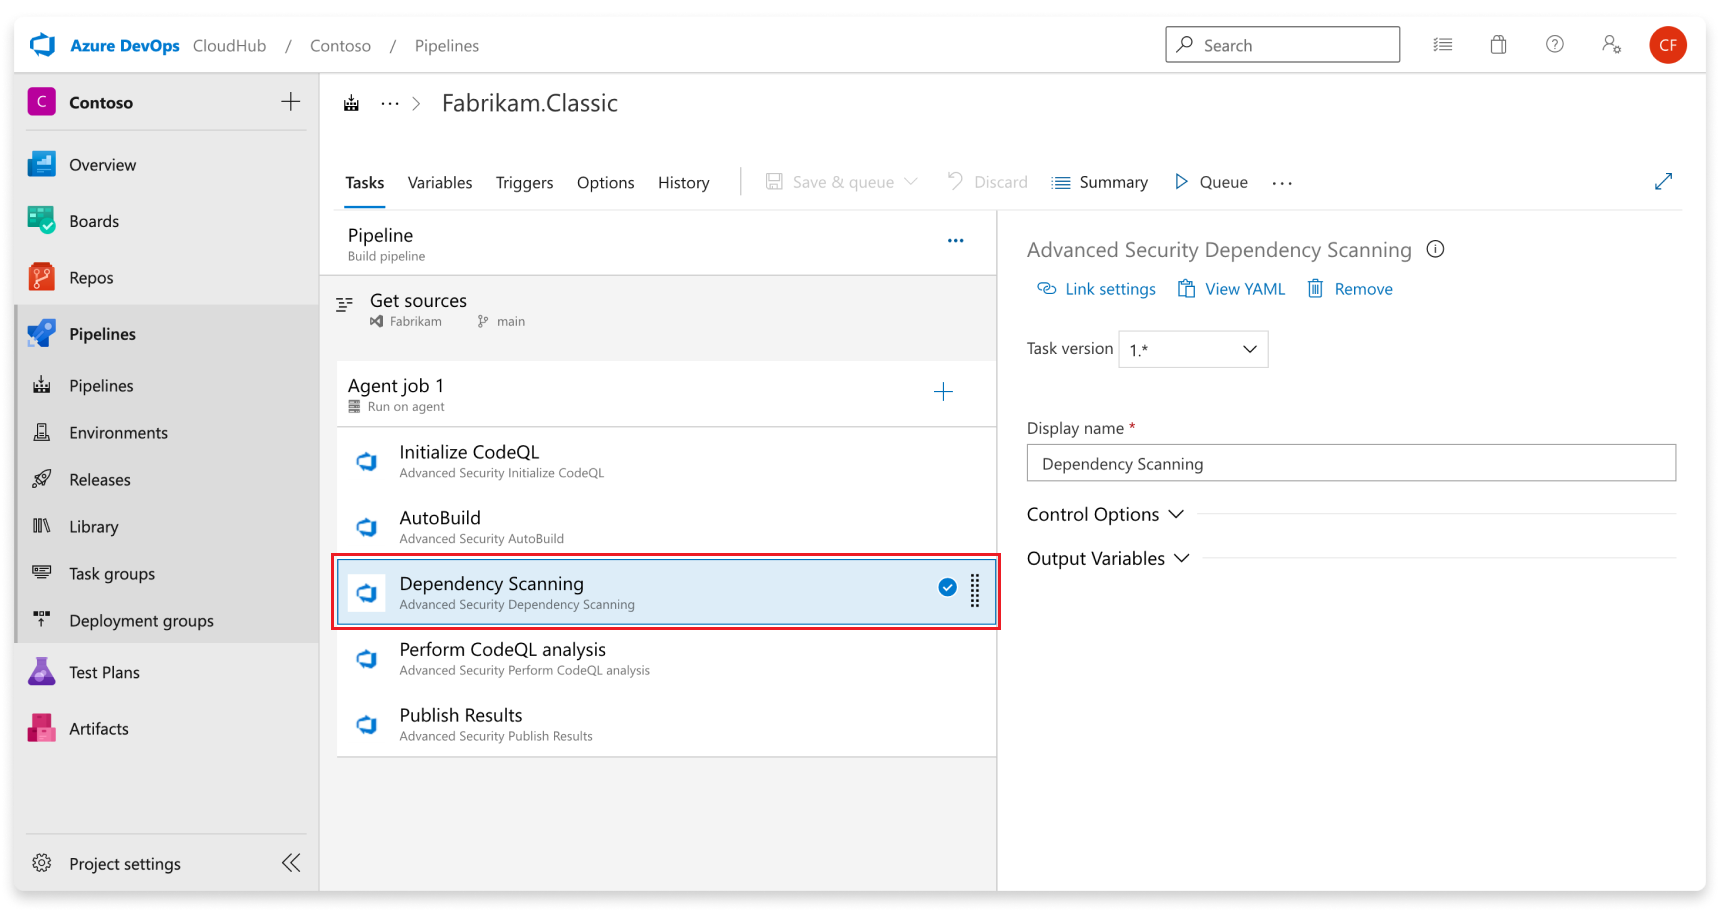 Azure DevOps CloudHub / Contoso / Pipelines Search CF
C Contoso
Overview
Boards
Repos
Pipelines
Pipelines
Environments
Releases
Library
Task groups
Deployment groups
Test Plans
Artifacts
Project settings
... > Fabrikam.Classic
Tasks Variables Triggers Options History Save & queue Discard Summary Queue ...
Pipeline
Build pipeline
Get sources
Fabrikam main
Agent job 1
Run on agent
Initialize CodeQL
Advanced Security Initialize CodeQL
AutoBuild
Advanced Security AutoBuild
Dependency Scanning
Advanced Security Dependency Scanning
Perform CodeQL analysis
Advanced Security Perform CodeQL analysis
Publish Results
Advanced Security Publish Results
Advanced Security Dependency Scanning
Link settings View YAML Remove
Task version 1.*
Display name *
Dependency Scanning
Control Options
Output Variables